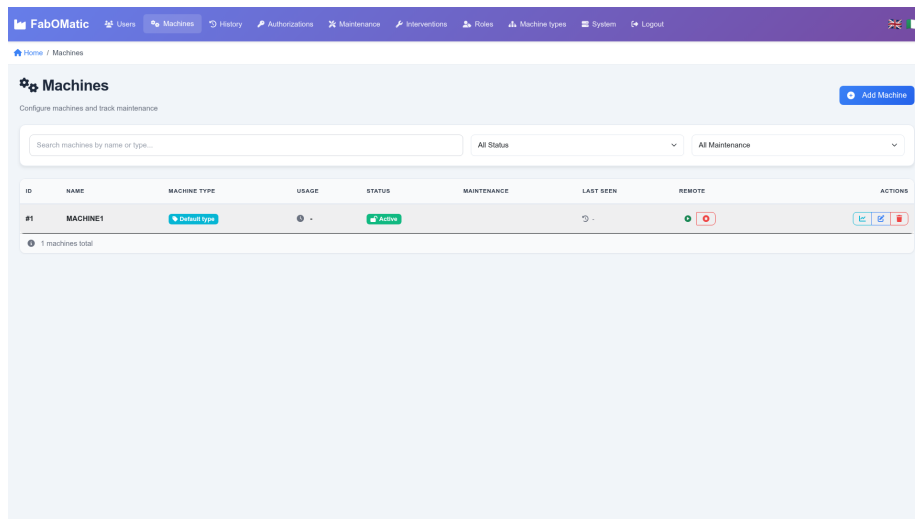 FabOMatic Users Machines History Authorizations Maintenance Interventions Roles Machine types System Logout
Home / Machines
Machines
Configure machines and track maintenance
Add Machine
Search machines by name or type... All Status All Maintenance
ID NAME MACHINE TYPE USAGE STATUS MAINTENANCE LAST SEEN REMOTE ACTIONS
#1 MACHINE1 Default type - Active -
1 machines total